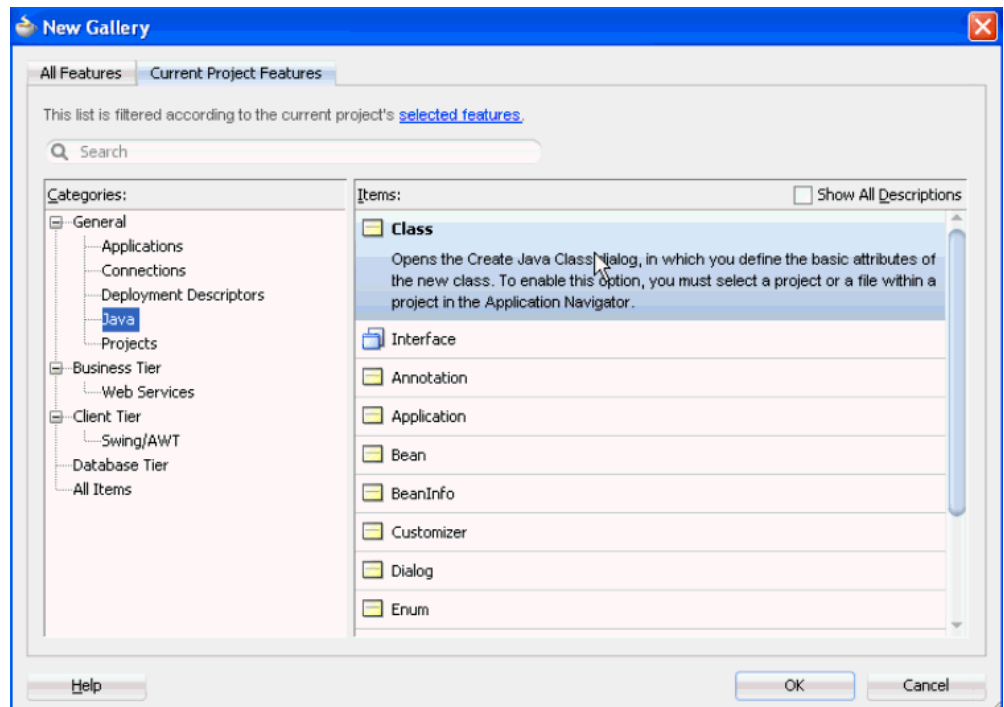 New Gallery
All Features
Current Project Features
This list is filtered according to the current project's selected features.
Search
Categories:
General
Applications
Connections
Deployment Descriptors
Java
Projects
Business Tier
Web Services
Client Tier
Swing/AWT
Database Tier
All Items
Items:
Show All Descriptions
Class
Opens the Create Java Class dialog, in which you define the basic attributes of
the new class. To enable this option, you must select a project or a file within a
project in the Application Navigator.
Interface
Annotation
Application
Bean
BeanInfo
Customizer
Dialog
Enum
Help
OK
Cancel